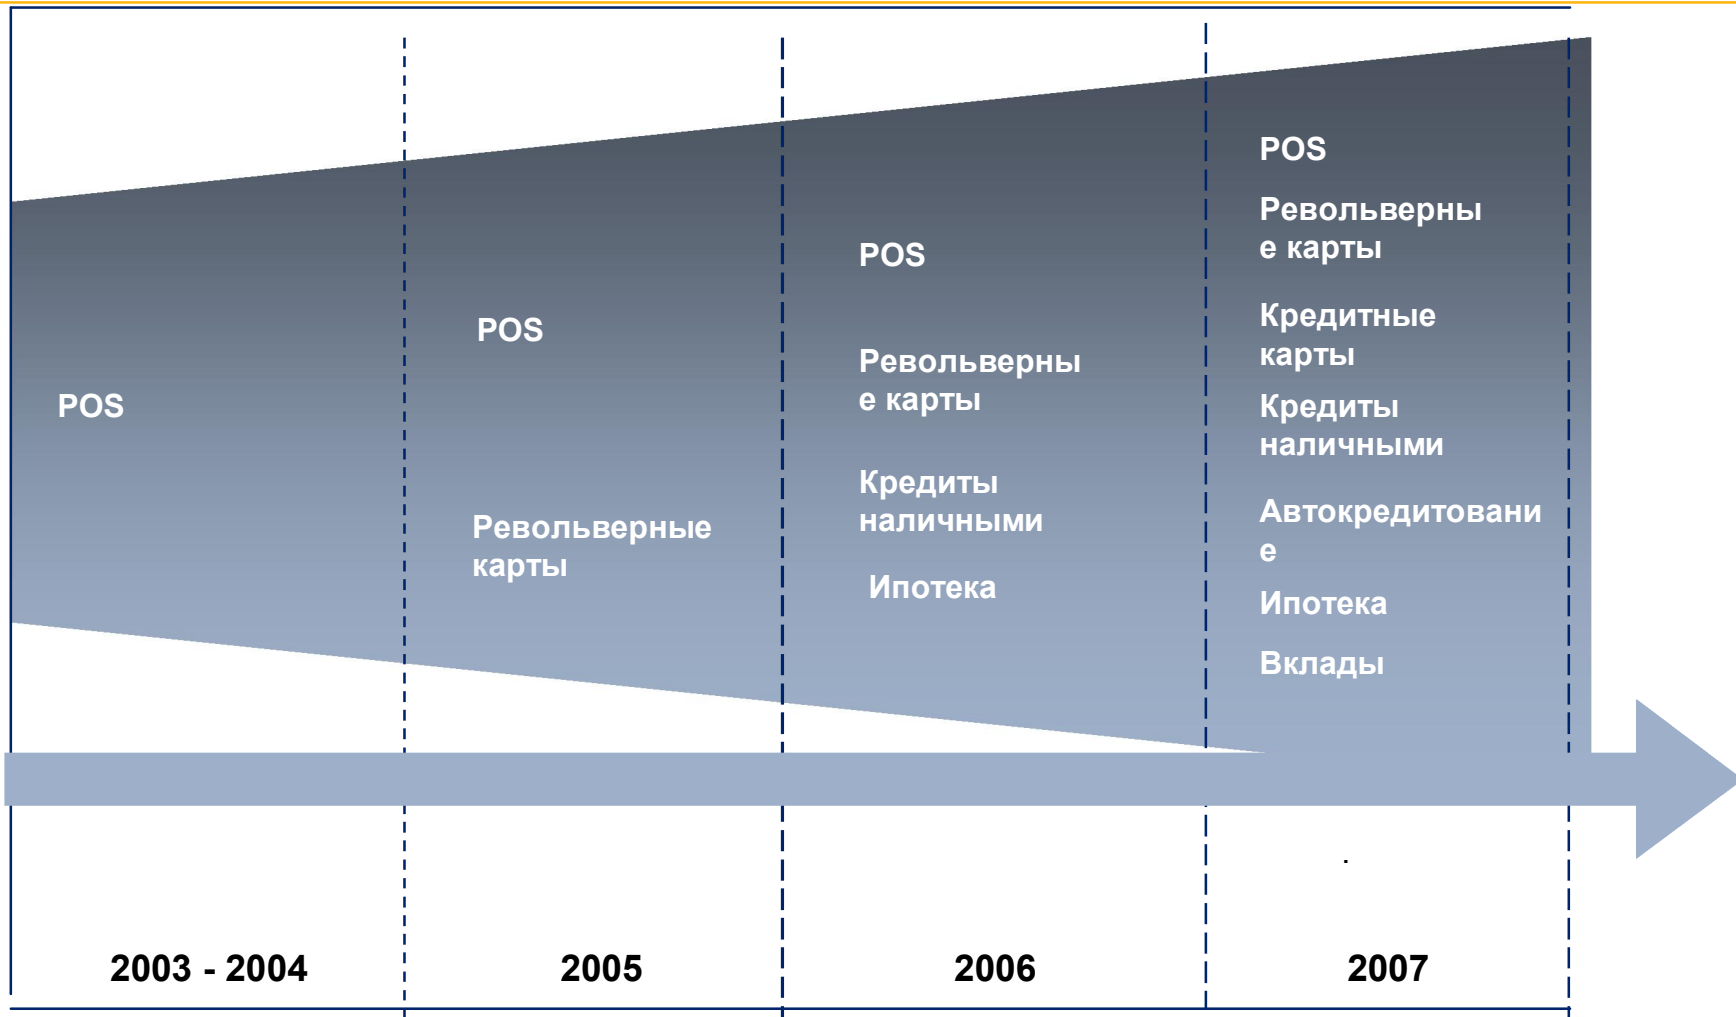 POS
POS
Револьверные
карты
POS
Револьверны
е карты
Кредиты
наличными
Ипотека
POS
Револьверны
е карты
Кредитные
карты
Кредиты
наличными
Автокредитовани
е
Ипотека
Вклады
.
2003 - 2004
2005
2006
2007